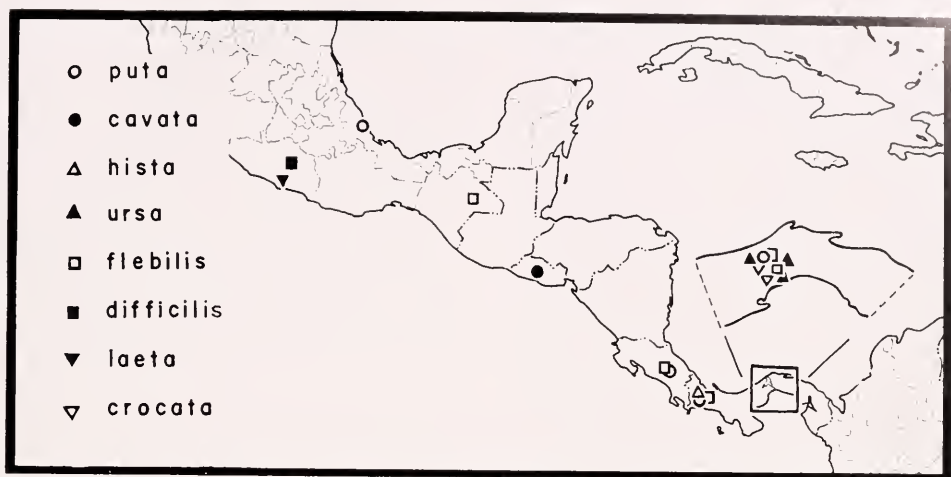 puta
cavata
hista
ursa
flebilis
difficilis
laeta
crocata